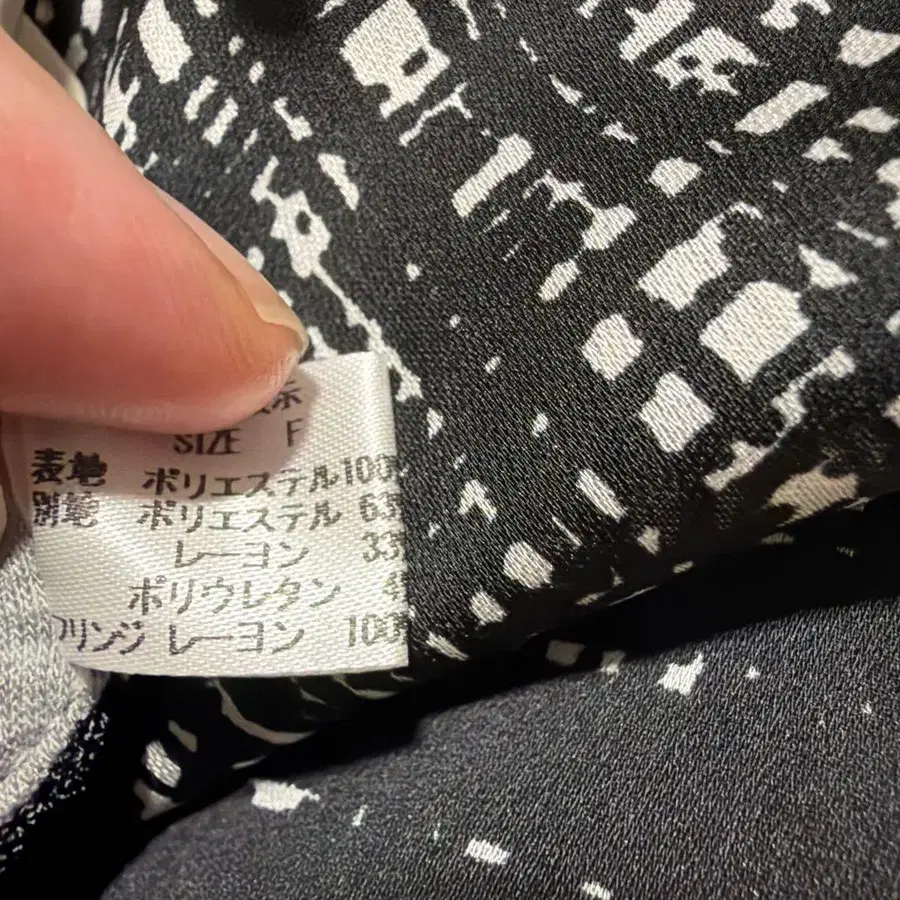 示
SIZE F
表地 ポリエステル100%
別地 ポリエステル 63%
レーヨン 33%
ポリウレタン 4%
フリンジ レーヨン 100%